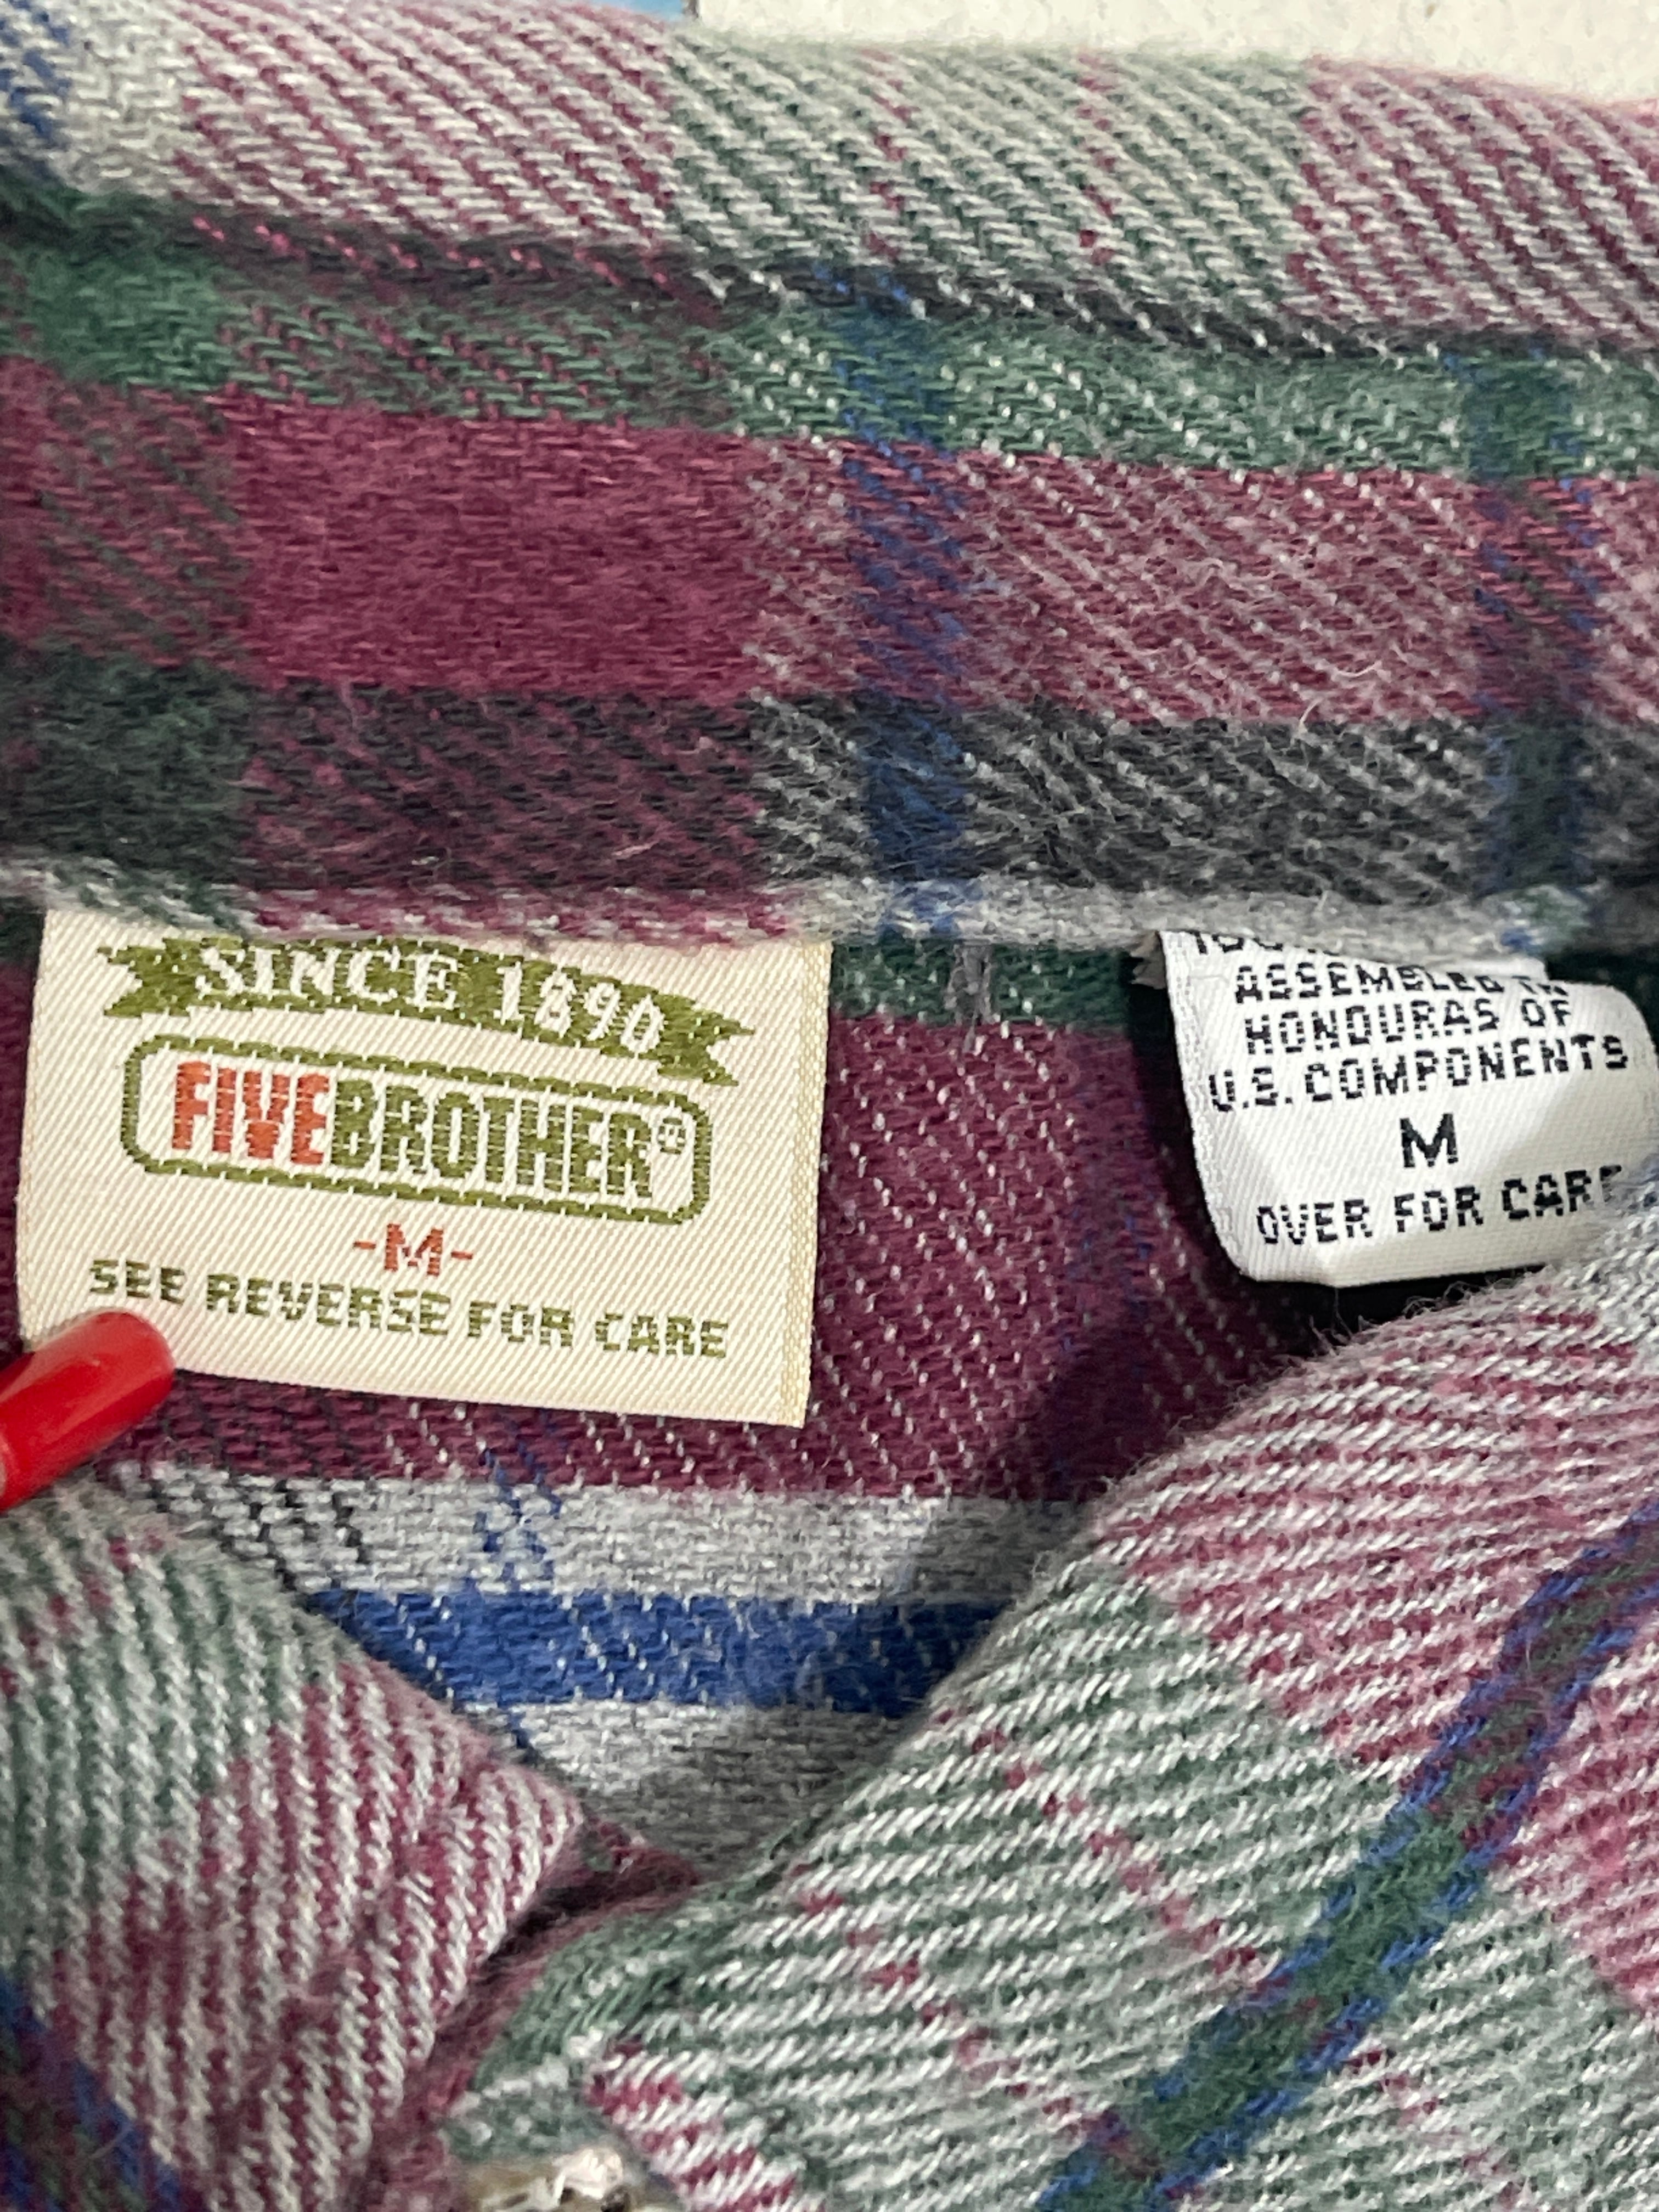 SINCE 1890
FIVEBROTHER®
-M-
SEE REVERSE FOR CARE
ASSEMBLED IN
HONDURAS OF
U.S. COMPONENTS
M
OVER FOR CARE